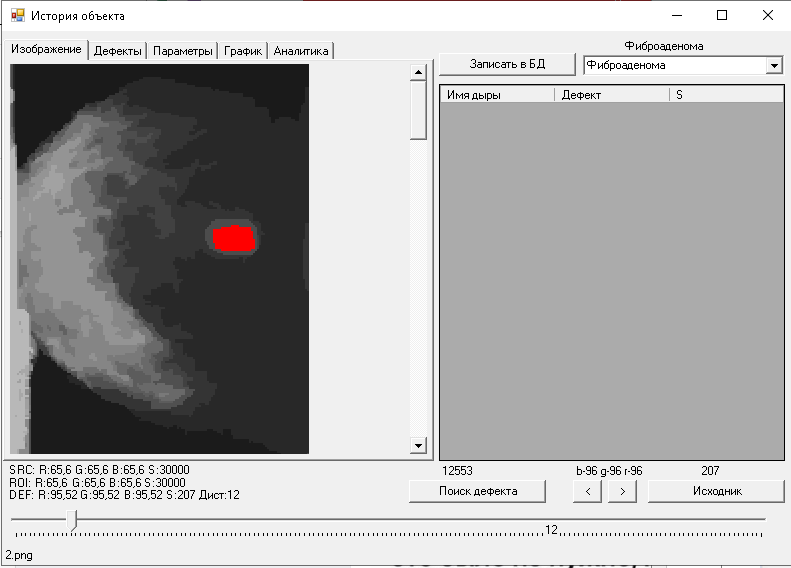 История объекта
Изображение Дефекты Параметры График Аналитика
Фиброаденома
Записать в БД Фиброаденома
Имя дыры Дефект S
SRC: R:65,6 G:65,6 B:65,6 S:30000
ROI: R:65,6 G:65,6 B:65,6 S:30000
DEF: R:95,52 G:95,52 B:95,52 S:207 Дист:12
12553 b-96 g-96 r-96 207
Поиск дефекта < > Исходник
12
2.png